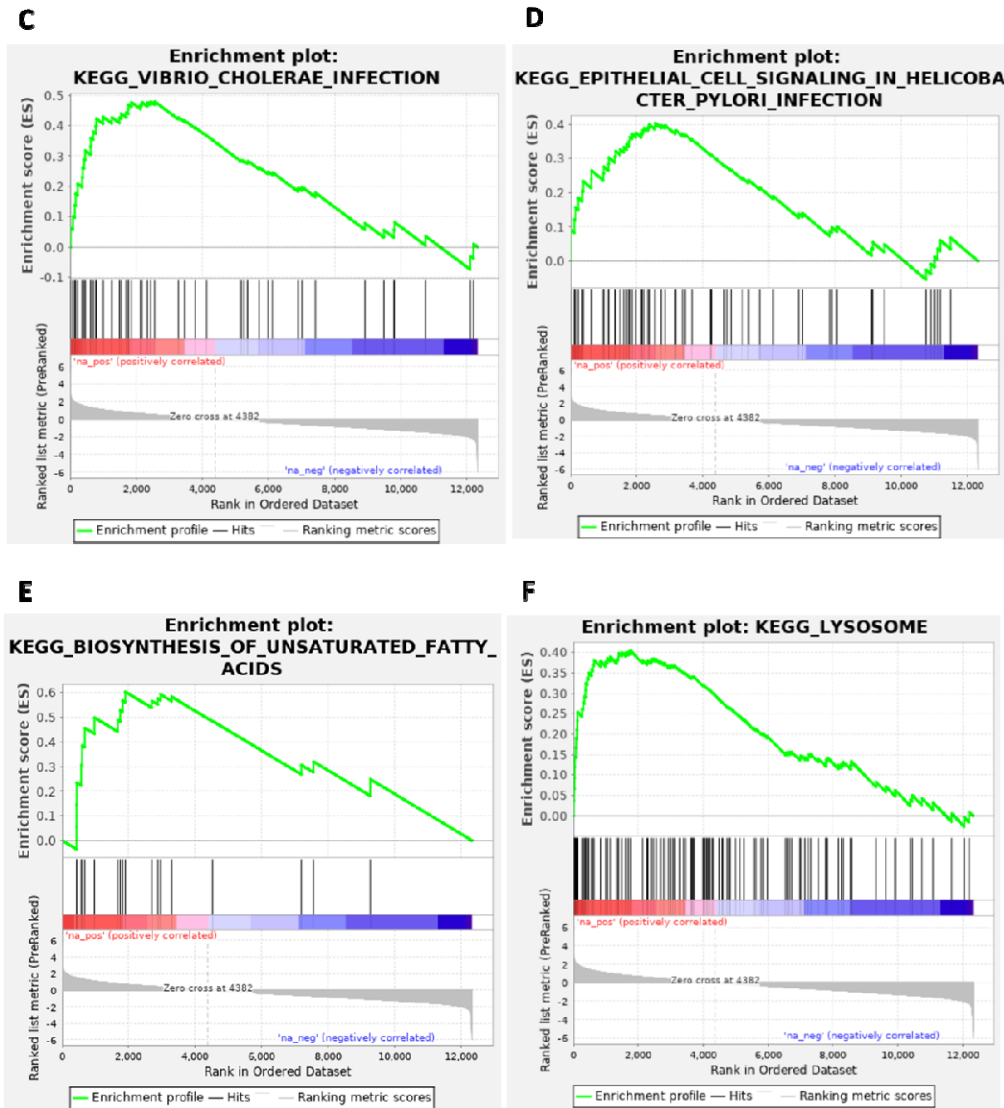 C
Enrichment plot:
KEGG_VIBRIO_CHOLERAE_INFECTION
Enrichment score (ES)
0.5
0.4
0.3
0.2
0.1
0.0
-0.1
'na_pos' (positively correlated)
Ranked list metric (PreRanked)
6
4
2
0
-2
-4
-6
Zero cross at 4382
'na_neg' (negatively correlated)
0 2,000 4,000 6,000 8,000 10,000 12,000
Rank in Ordered Dataset
Enrichment profile Hits Ranking metric scores
D
Enrichment plot:
KEGG_EPITHELIAL_CELL_SIGNALING_IN_HELICOBA
CTER_PYLORI_INFECTION
Enrichment score (ES)
0.4
0.3
0.2
0.1
0.0
'na_pos' (positively correlated)
Ranked list metric (PreRanked)
6
4
2
0
-2
-4
-6
Zero cross at 4382
'na_neg' (negatively correlated)
0 2,000 4,000 6,000 8,000 10,000 12,000
Rank in Ordered Dataset
Enrichment profile Hits Ranking metric scores
E
Enrichment plot:
KEGG_BIOSYNTHESIS_OF_UNSATURATED_FATTY_
ACIDS
Enrichment score (ES)
0.6
0.5
0.4
0.3
0.2
0.1
0.0
'na_pos' (positively correlated)
Ranked list metric (PreRanked)
6
4
2
0
-2
-4
-6
Zero cross at 4382
'na_neg' (negatively correlated)
0 2,000 4,000 6,000 8,000 10,000 12,000
Rank in Ordered Dataset
Enrichment profile Hits Ranking metric scores
F
Enrichment plot: KEGG_LYSOSOME
Enrichment score (ES)
0.40
0.35
0.30
0.25
0.20
0.15
0.10
0.05
0.00
'na_pos' (positively correlated)
Ranked list metric (PreRanked)
6
4
2
0
-2
-4
-6
Zero cross at 4382
'na_neg' (negatively correlated)
0 2,000 4,000 6,000 8,000 10,000 12,000
Rank in Ordered Dataset
Enrichment profile Hits Ranking metric scores